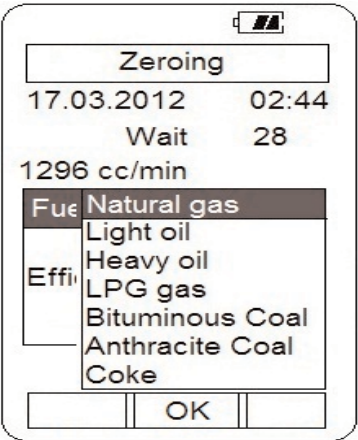 Zeroing
17.03.2012 02:44
Wait 28
1296 cc/min
Fue Natural gas
Light oil
Heavy oil
Effi LPG gas
Bituminous Coal
Anthracite Coal
Coke
OK